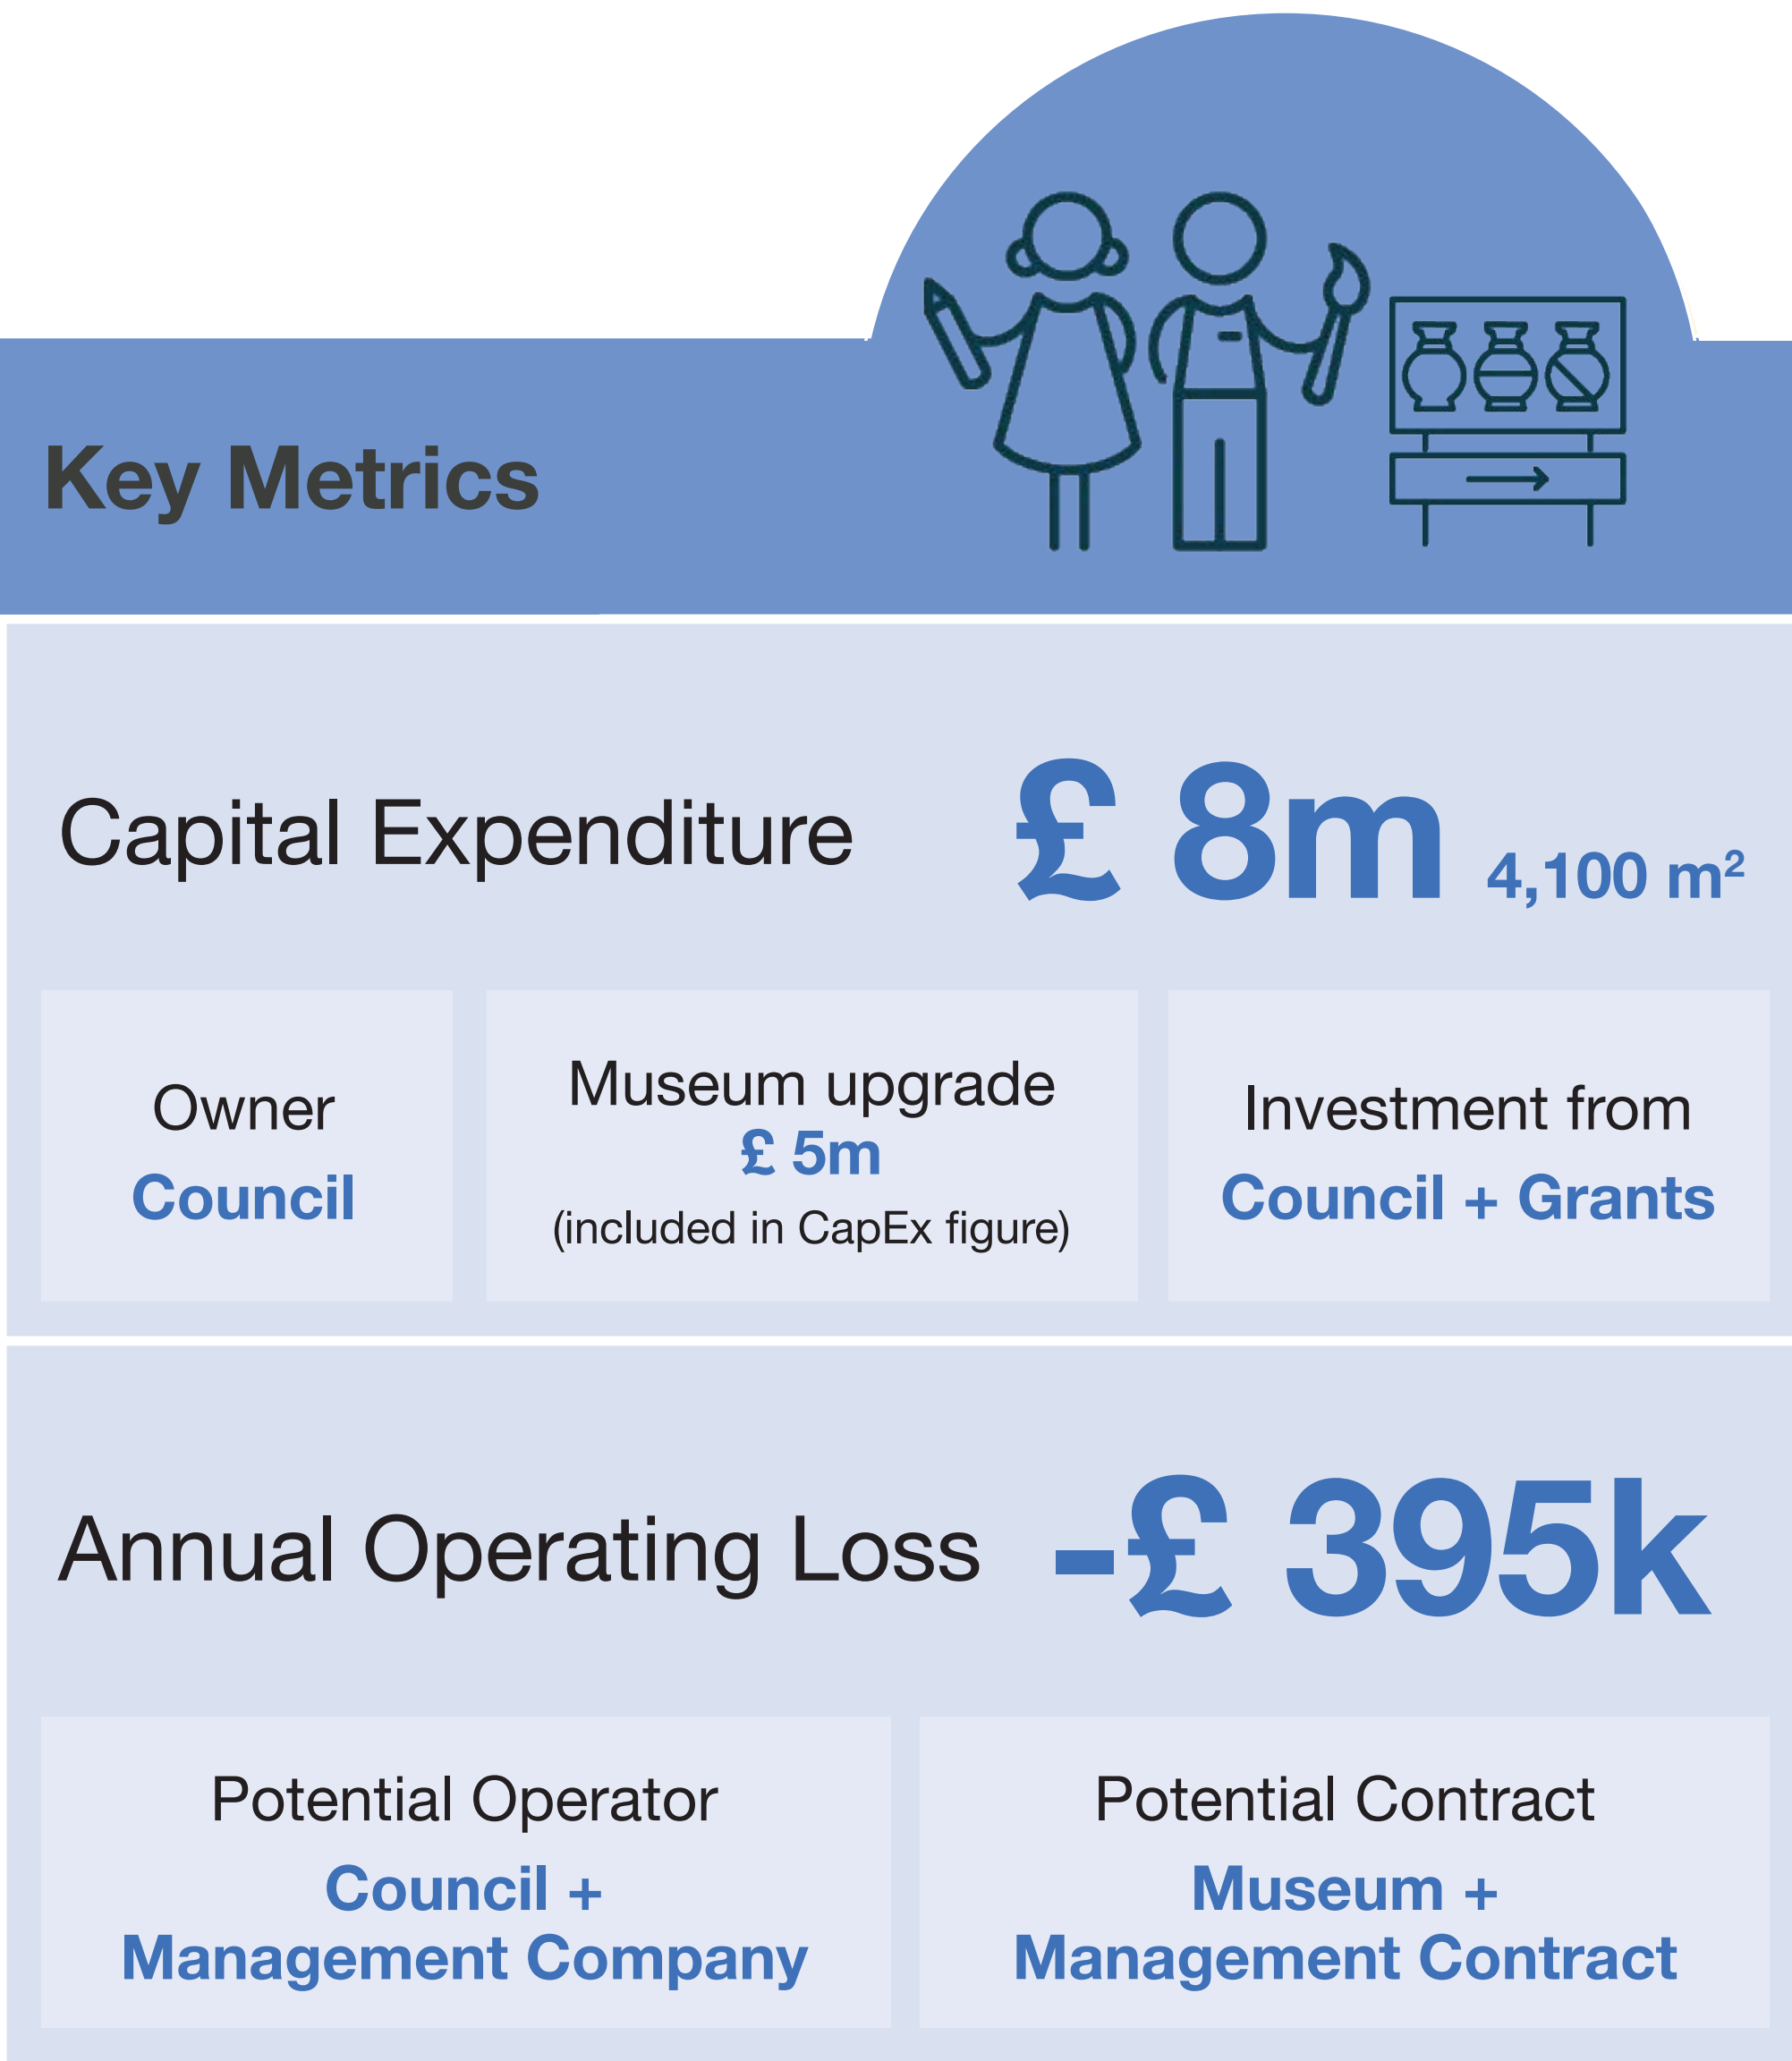 Key Metrics
Capital Expenditure £ 8m 4,100 m²
Owner
Council
Museum upgrade
£ 5m
(included in CapEx figure)
Investment from
Council + Grants
Annual Operating Loss -£ 395k
Potential Operator
Council +
Management Company
Potential Contract
Museum +
Management Contract